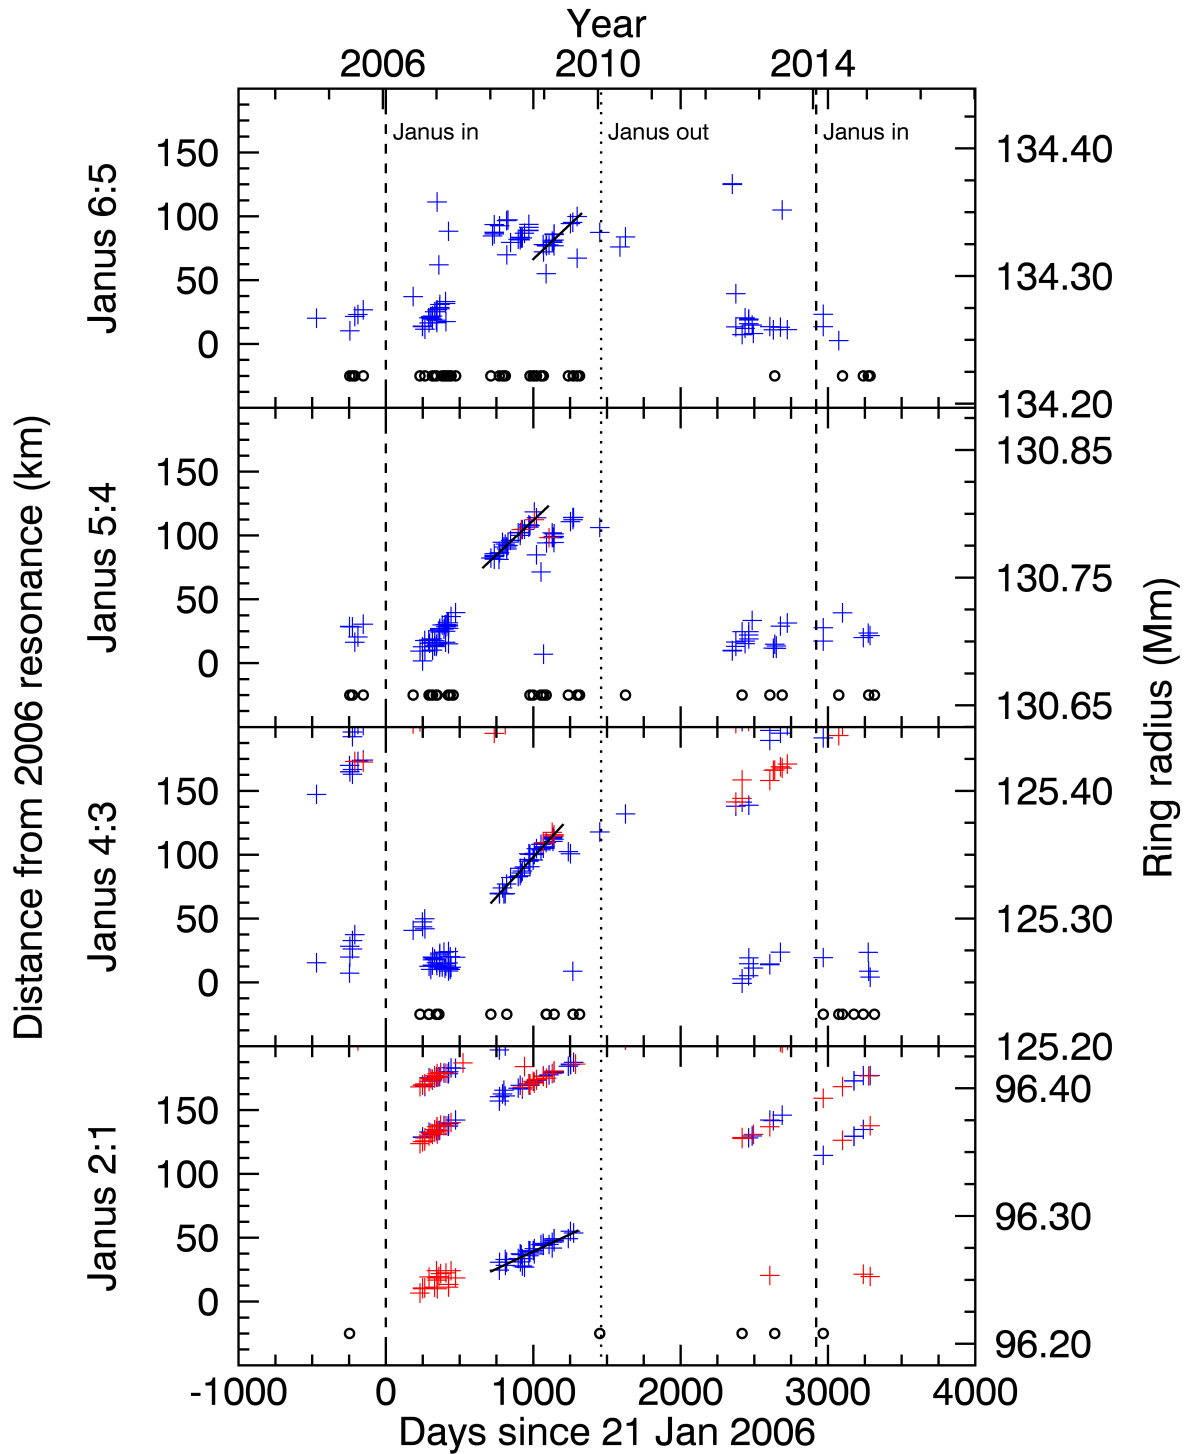 Year
2006 2010 2014
Janus in Janus out Janus in
Distance from 2006 resonance (km)
Ring radius (Mm)
Janus 6:5
150
100
50
0
134.40
134.30
134.20
Janus 5:4
150
100
50
0
130.85
130.75
130.65
Janus 4:3
150
100
50
0
125.40
125.30
125.20
Janus 2:1
150
100
50
0
96.40
96.30
96.20
-1000 0 1000 2000 3000 4000
Days since 21 Jan 2006